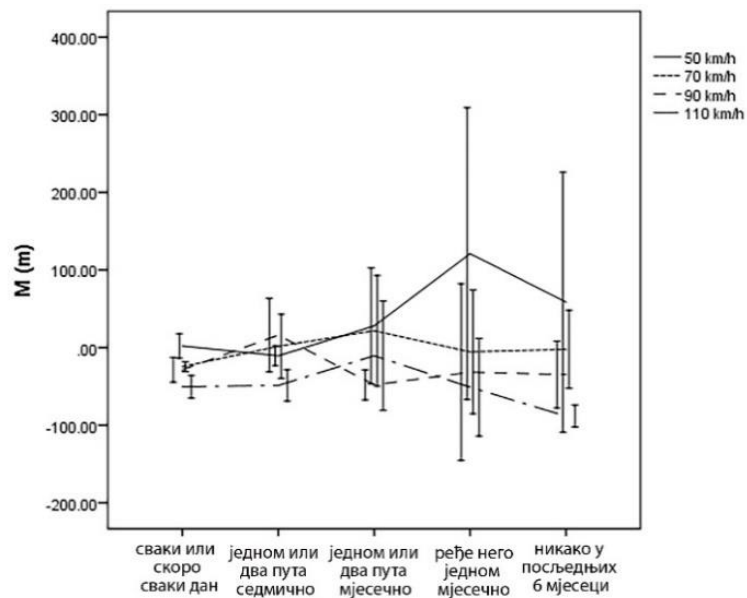 400.00
300.00
200.00
100.00
.00
-100.00
-200.00
M (m)
50 km/h
70 km/h
90 km/h
110 km/h
сваки или
скоро
сваки дан
једном или
два пута
седмично
једном или
два пута
мјесечно
ређе него
једном
мјесечно
никако у
посљедњих
6 мјесеци